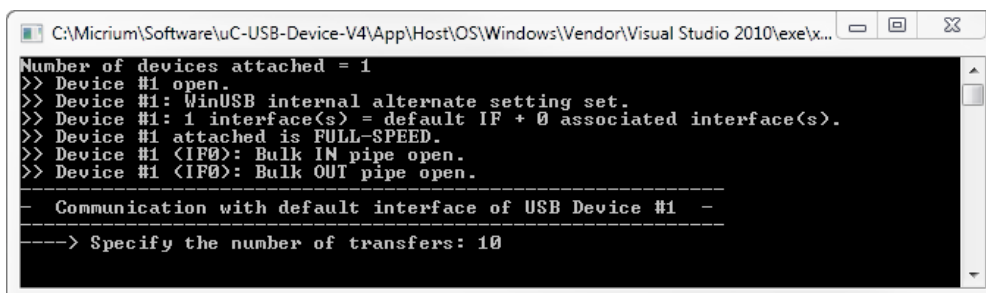 C:\Micrium\Software\uC-USB-Device-V4\App\Host\OS\Windows\Vendor\Visual Studio 2010\exe\x...
Number of devices attached = 1
>> Device #1 open.
>> Device #1: WinUSB internal alternate setting set.
>> Device #1: 1 interface(s) = default IF + 0 associated interface(s).
>> Device #1 attached is FULL-SPEED.
>> Device #1 (IF0): Bulk IN pipe open.
>> Device #1 (IF0): Bulk OUT pipe open.
-------------------------------------------------------------
-  Communication with default interface of USB Device #1  -
-------------------------------------------------------------
----> Specify the number of transfers: 10